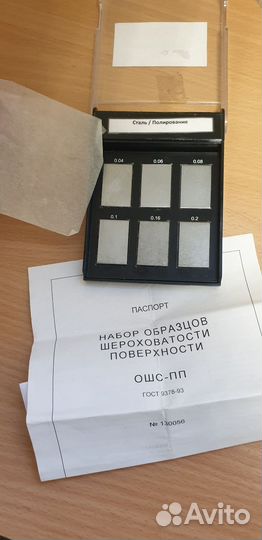 Сталь / Полирование
0.04 0.06 0.08
0.1 0.16 0.2
ПАСПОРТ
НАБОР ОБРАЗЦОВ
ШЕРОХОВАТОСТИ
ПОВЕРХНОСТИ
ОШС-ПП
ГОСТ 9378-93
№ 130056
Avito